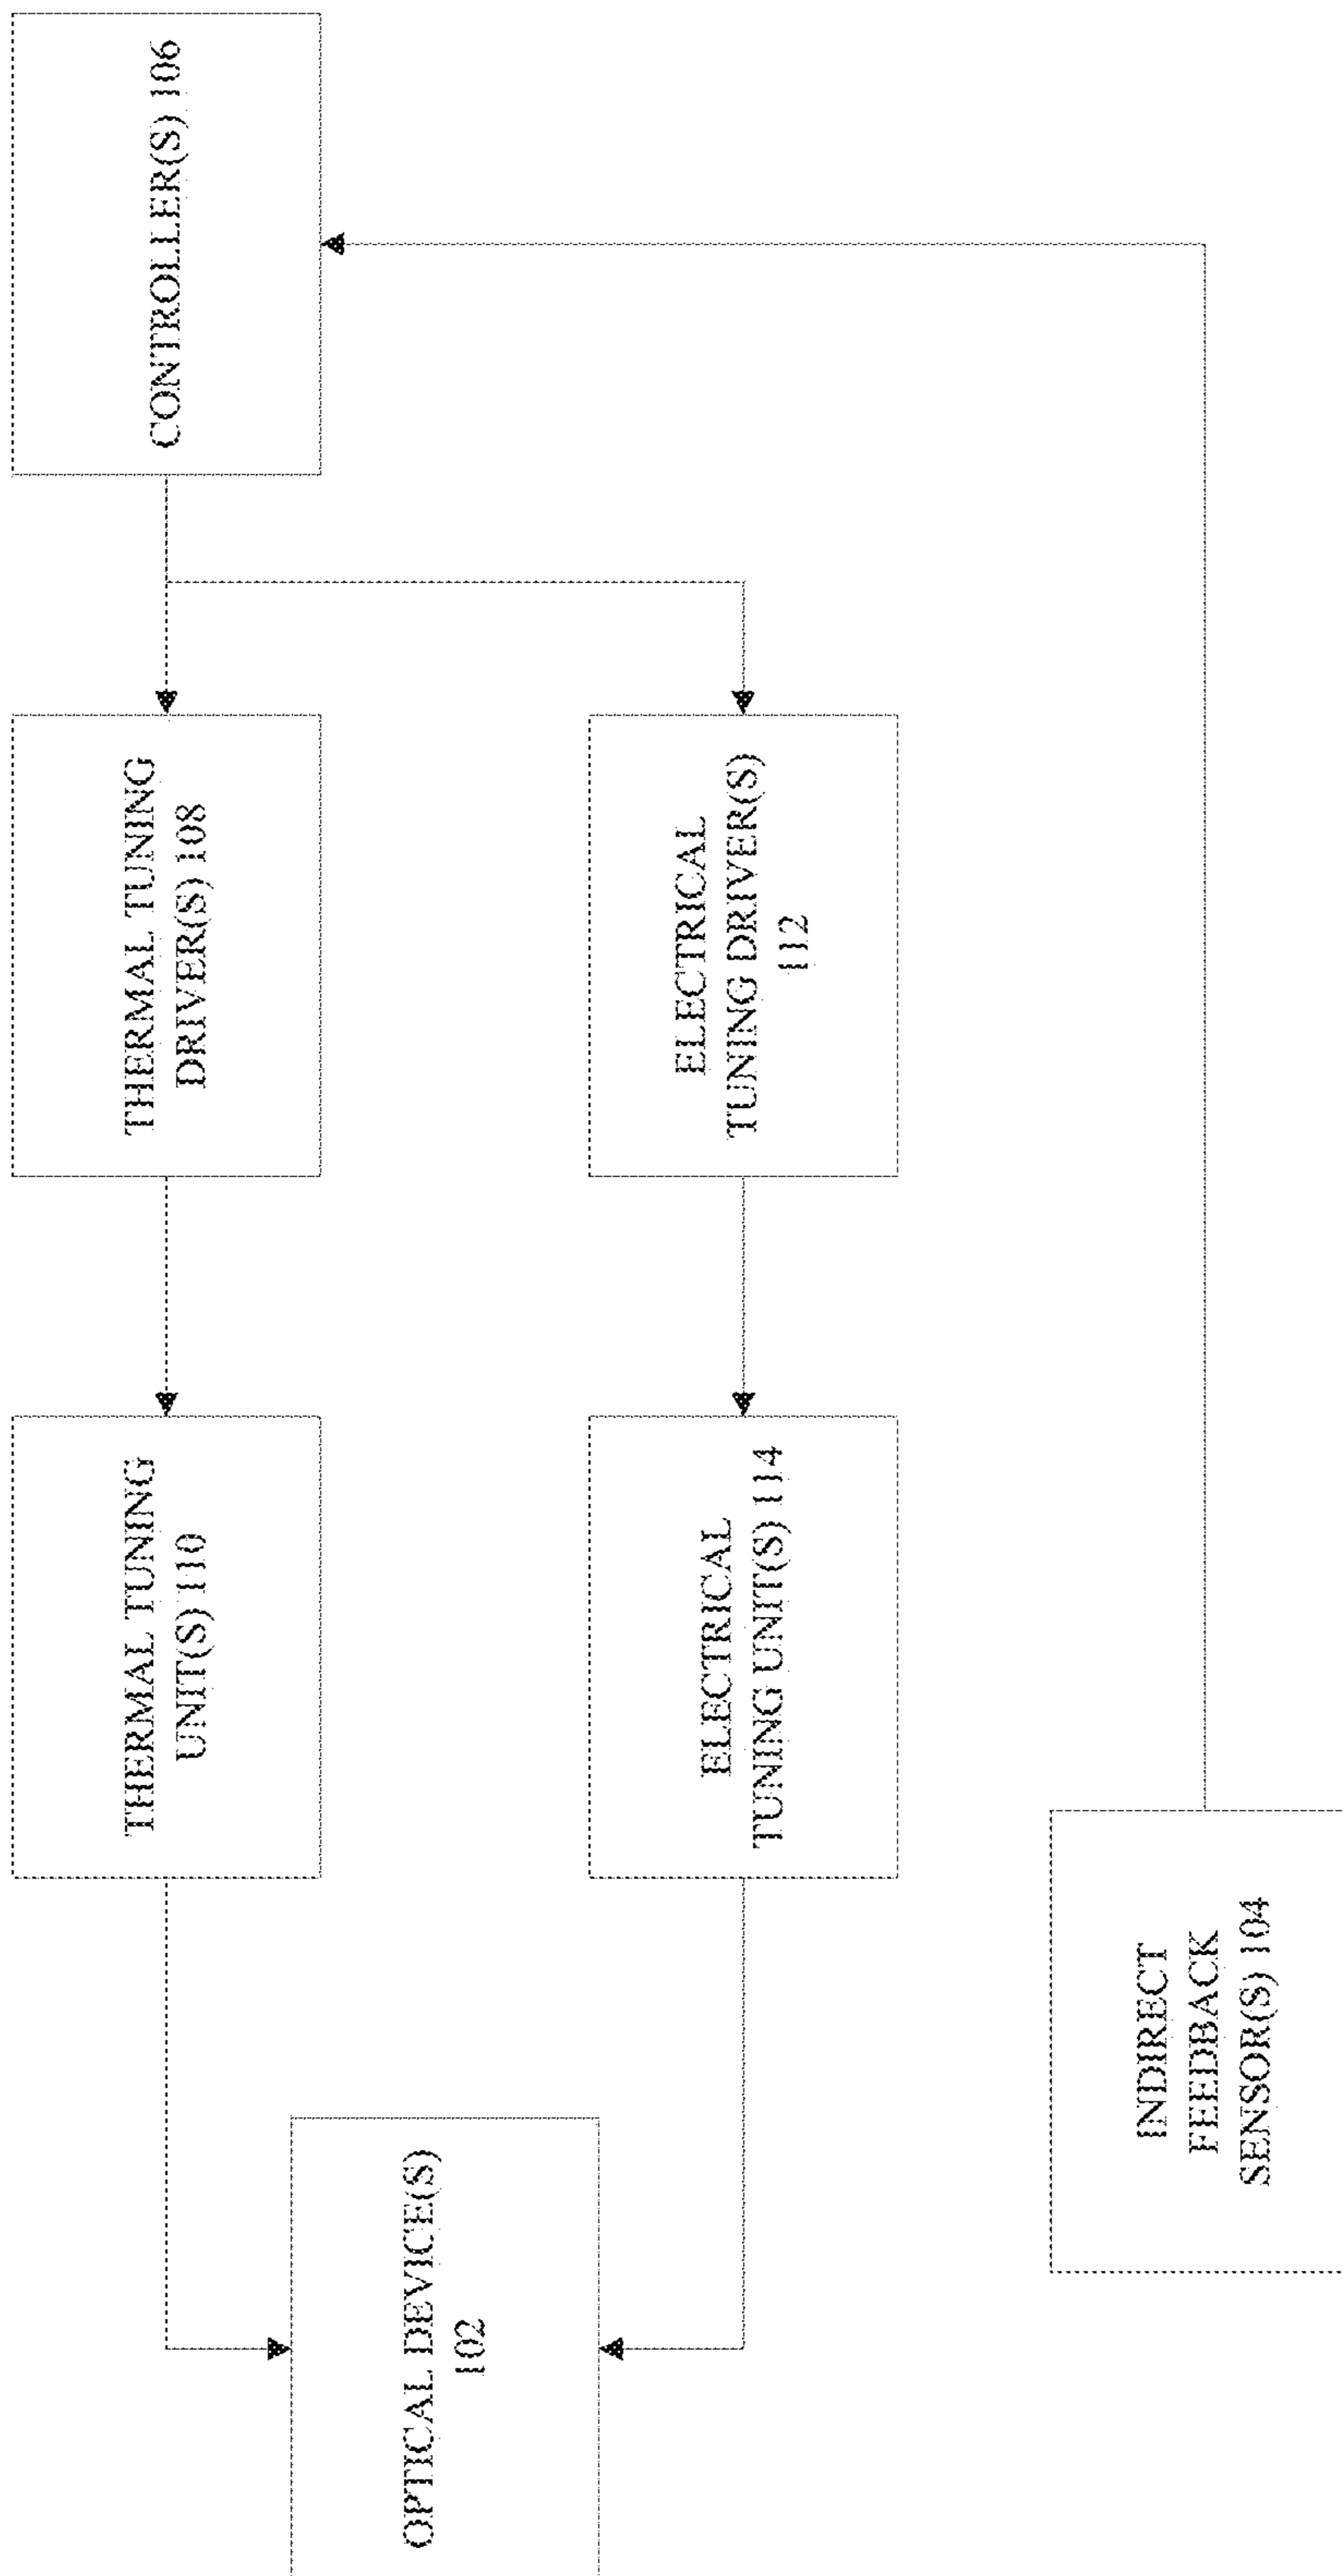 CONTROLLER(S) 106
THERMAL TUNING
DRIVER(S) 108
ELECTRICAL
TUNING DRIVER(S)
112
THERMAL TUNING
UNIT(S) 110
ELECTRICAL
TUNING UNIT(S) 114
OPTICAL DEVICE(S)
102
INDIRECT
FEEDBACK
SENSOR(S) 104